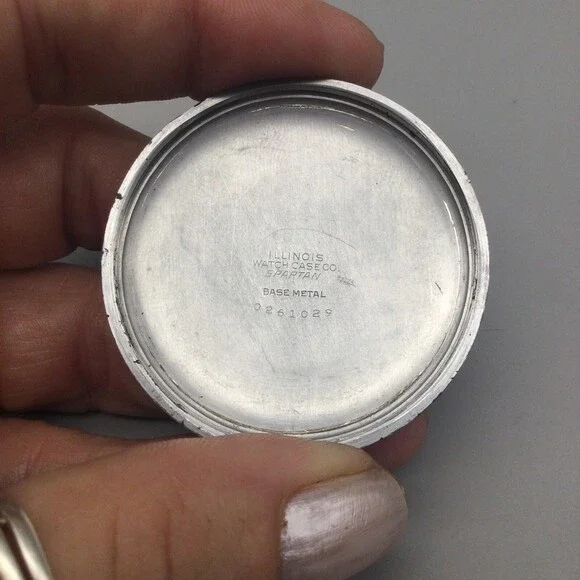 ILLINOIS
WATCH CASE CO.
SPARTAN
BASE METAL
0261029